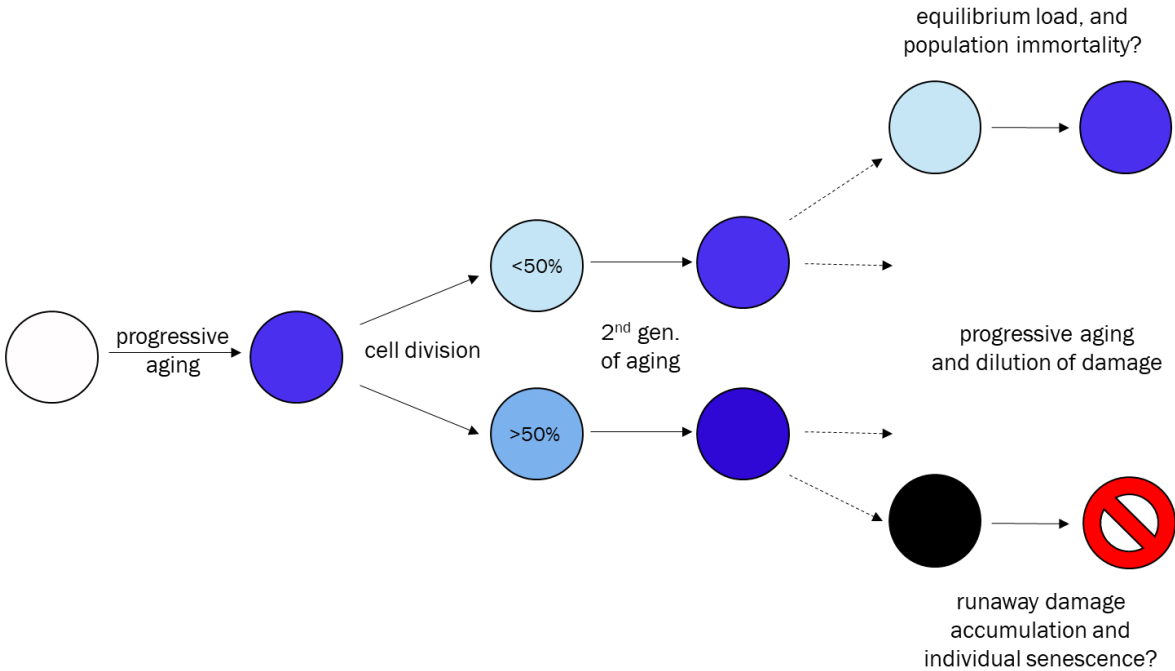 equilibrium load, and
population immortality?
<50%
progressive
aging
cell division
2nd gen.
of aging
progressive aging
and dilution of damage
>50%
runaway damage
accumulation and
individual senescence?